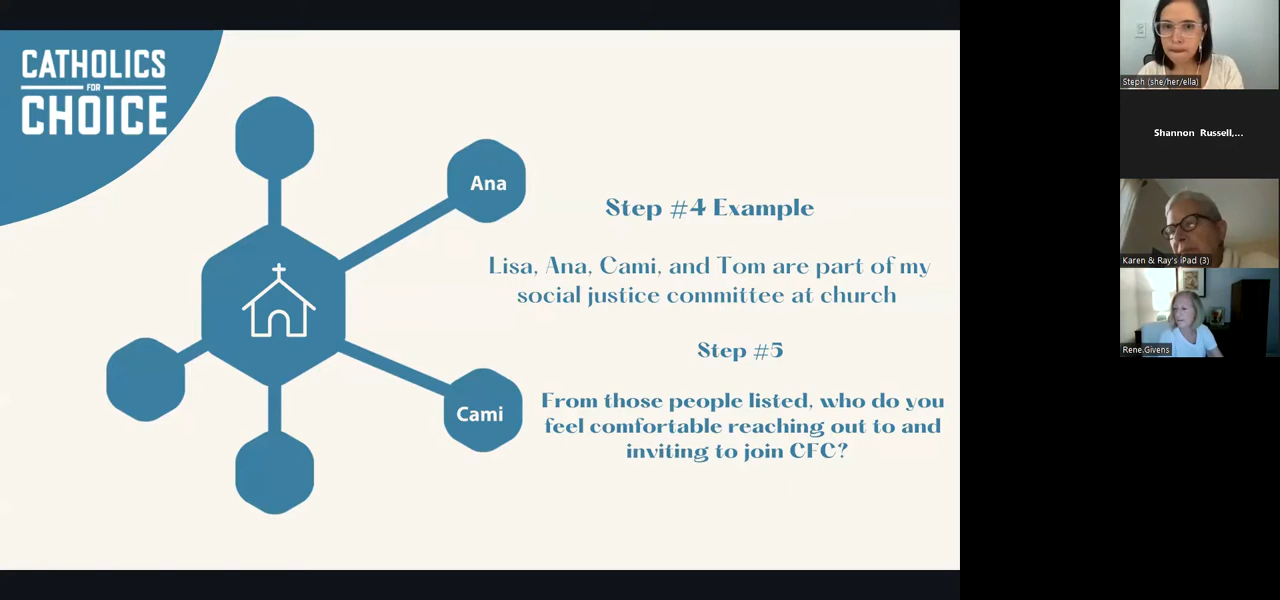 CATHOLICS
FOR
CHOICE
Ana
Cami
Step #4 Example
Lisa, Ana, Cami, and Tom are part of my
social justice committee at church
Step #5
From those people listed, who do you
feel comfortable reaching out to and
inviting to join CFC?
Steph (she/her/ella)
Shannon Russell,...
Karen & Ray's iPad (3)
Rene Givens